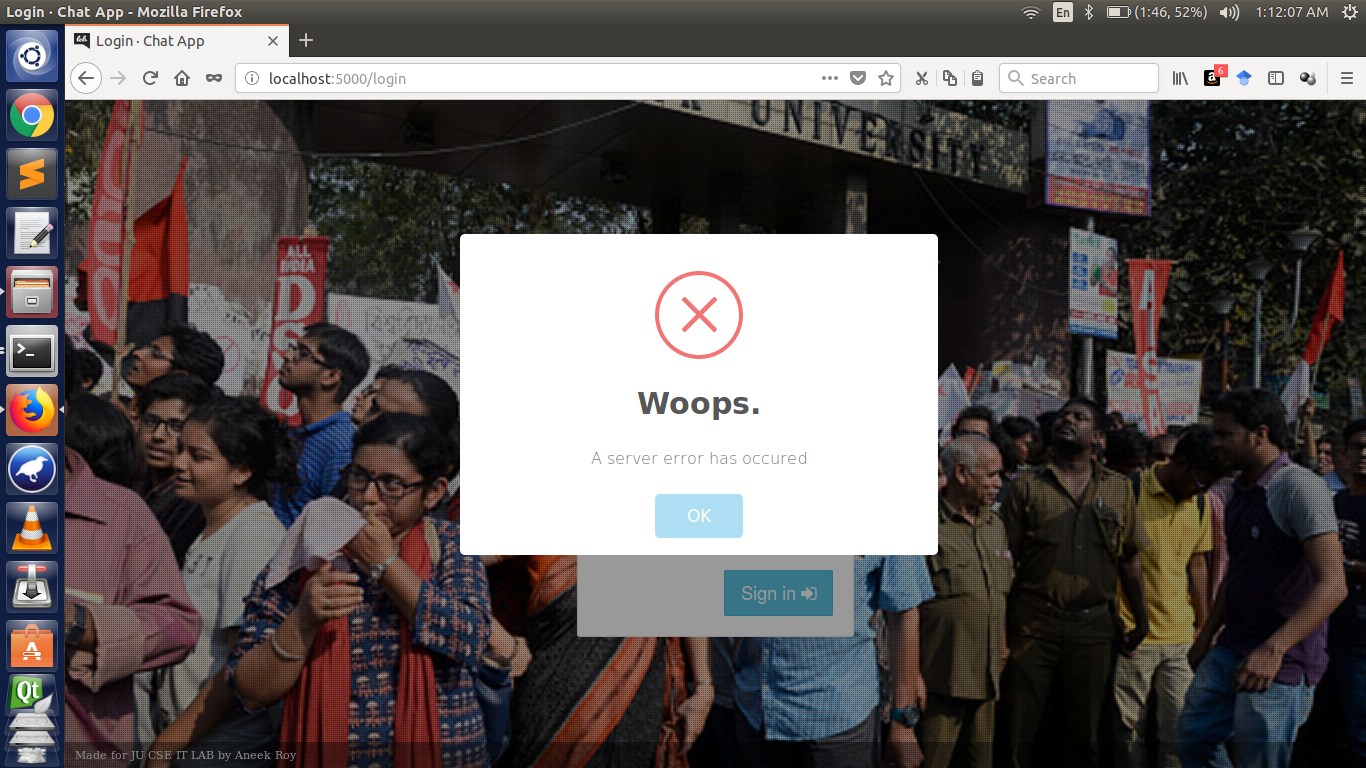 Login · Chat App - Mozilla Firefox
En
(1:46, 52%)
1:12:07 AM
Login · Chat App
localhost:5000/login
Search
6
UNIVERSITY
ALL
INDIA
D
S
Woops.
A server error has occured
OK
Sign in
Made for JU CSE IT LAB by Aneek Roy